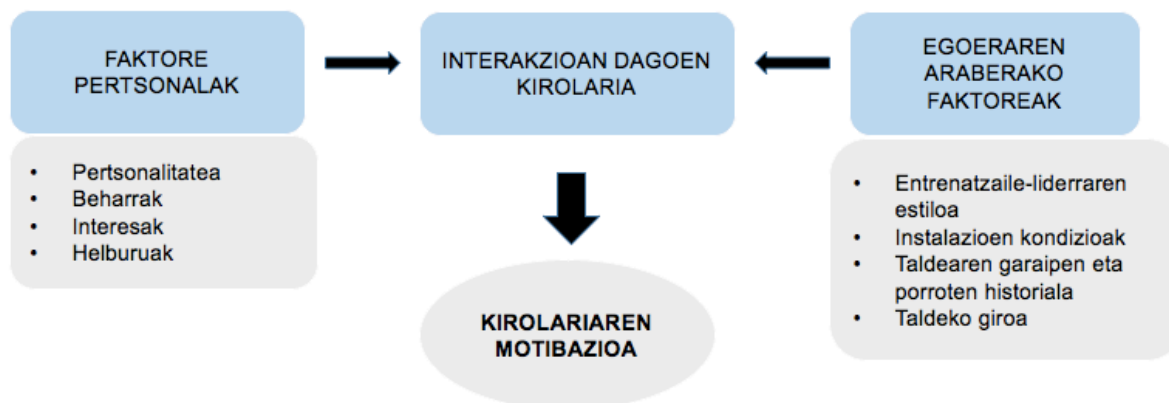 FAKTORE
PERTSONALAK
• Pertsonalitatea
• Beharrak
• Interesak
• Helburuak
INTERAKZIOAN DAGOEN
KIROLARIA
KIROLARIAREN
MOTIBAZIOA
EGOERAREN
ARABERAKO
FAKTOREAK
• Entrenatzaile-liderraren
estiloa
• Instalazioen kondizioak
• Taldearen garaipen eta
porroten historiala
• Taldeko giroa